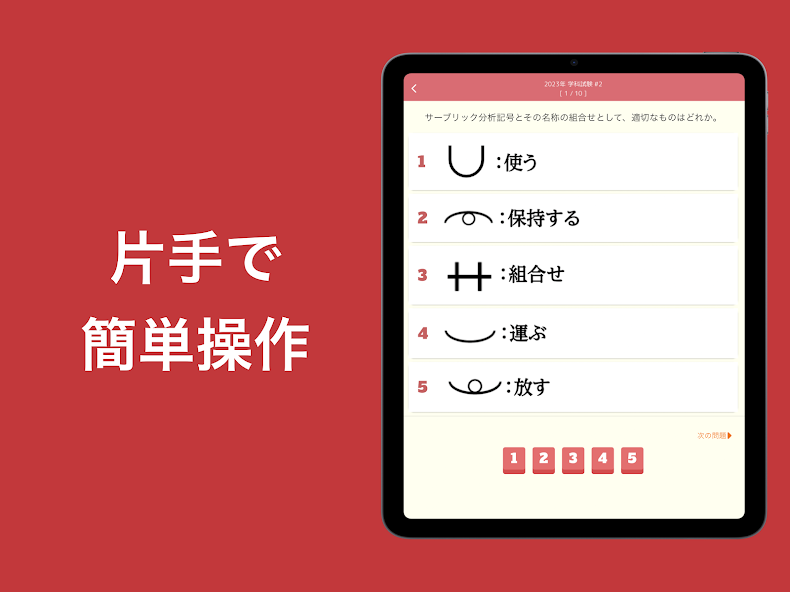 片手で
簡単操作
2023年 学科試験 #2
[ 1 / 10 ]
サーブリック分析記号とその名称の組合せとして、適切なものはどれか。
1 :使う
2 :保持する
3 :組合せ
4 :運ぶ
5 :放す
次の問題
1 2 3 4 5